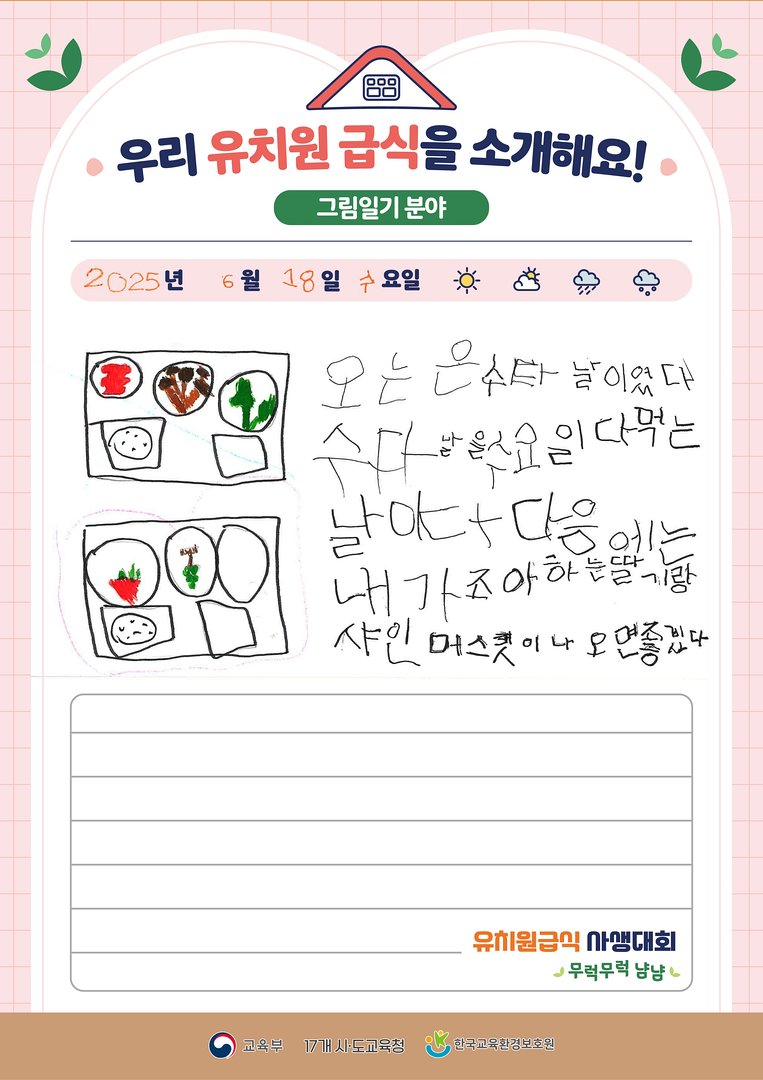 우리 유치원 급식을 소개해요!
그림일기 분야
2025년 6월 18일 수요일
오는 은수다 날이었다
수다날을수요일이다먹는
날이다 다음에는
내가조아하는딸기랑
샤인머스켓이나오면좋겠다
유치원급식 사생대회
무럭무럭 냠냠
교육부 17개 시·도교육청 한국교육환경보호원